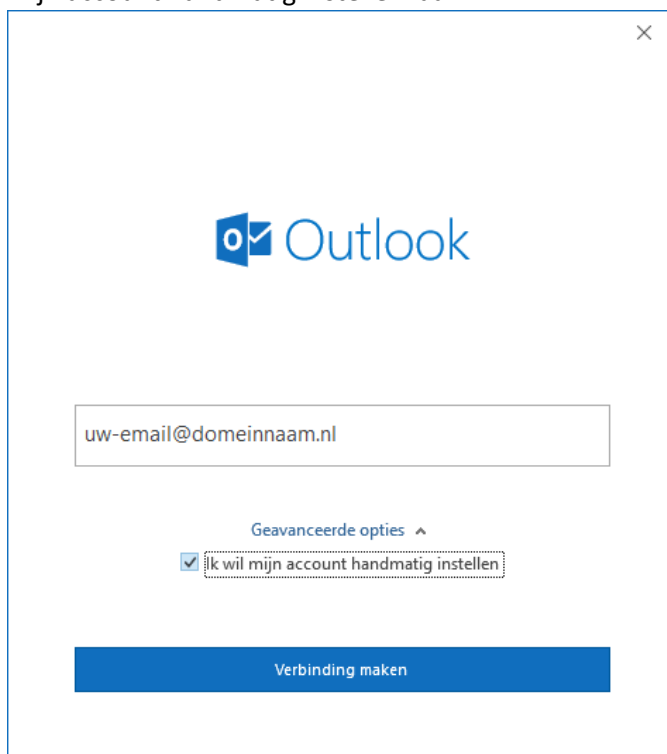 Outlook
uw-email@domeinnaam.nl
Geavanceerde opties
Ik wil mijn account handmatig instellen
Verbinding maken